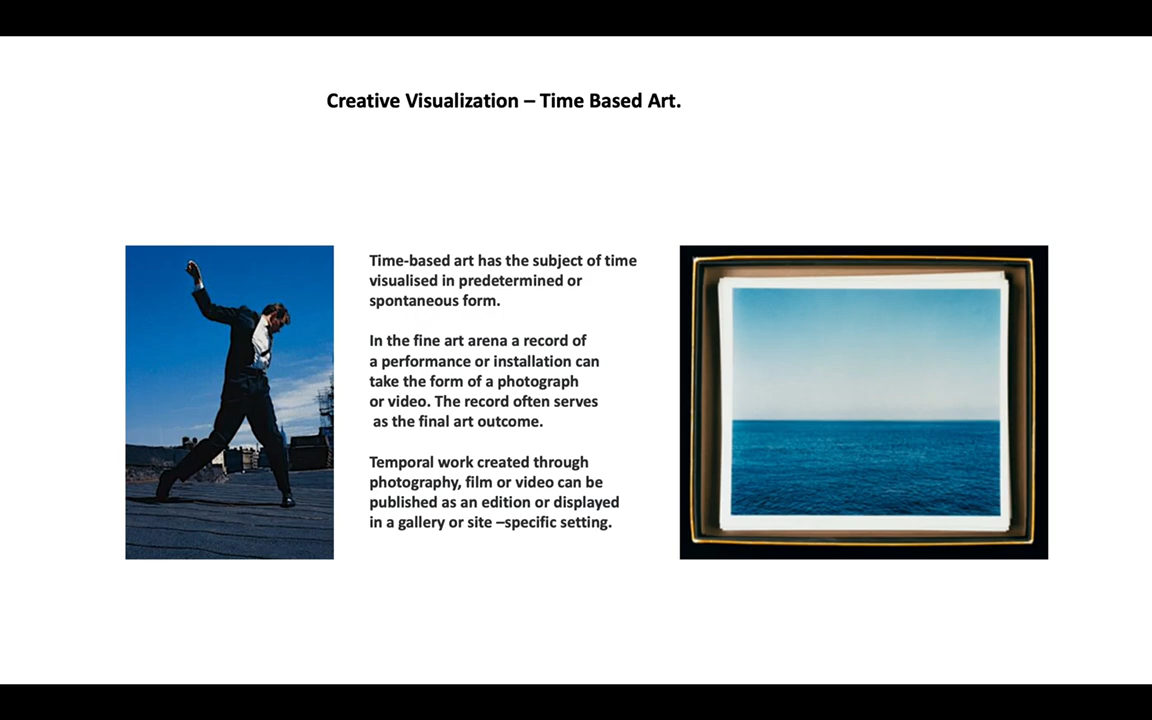 Creative Visualization – Time Based Art.
Time-based art has the subject of time
visualised in predetermined or
spontaneous form.
In the fine art arena a record of
a performance or installation can
take the form of a photograph
or video. The record often serves
as the final art outcome.
Temporal work created through
photography, film or video can be
published as an edition or displayed
in a gallery or site –specific setting.